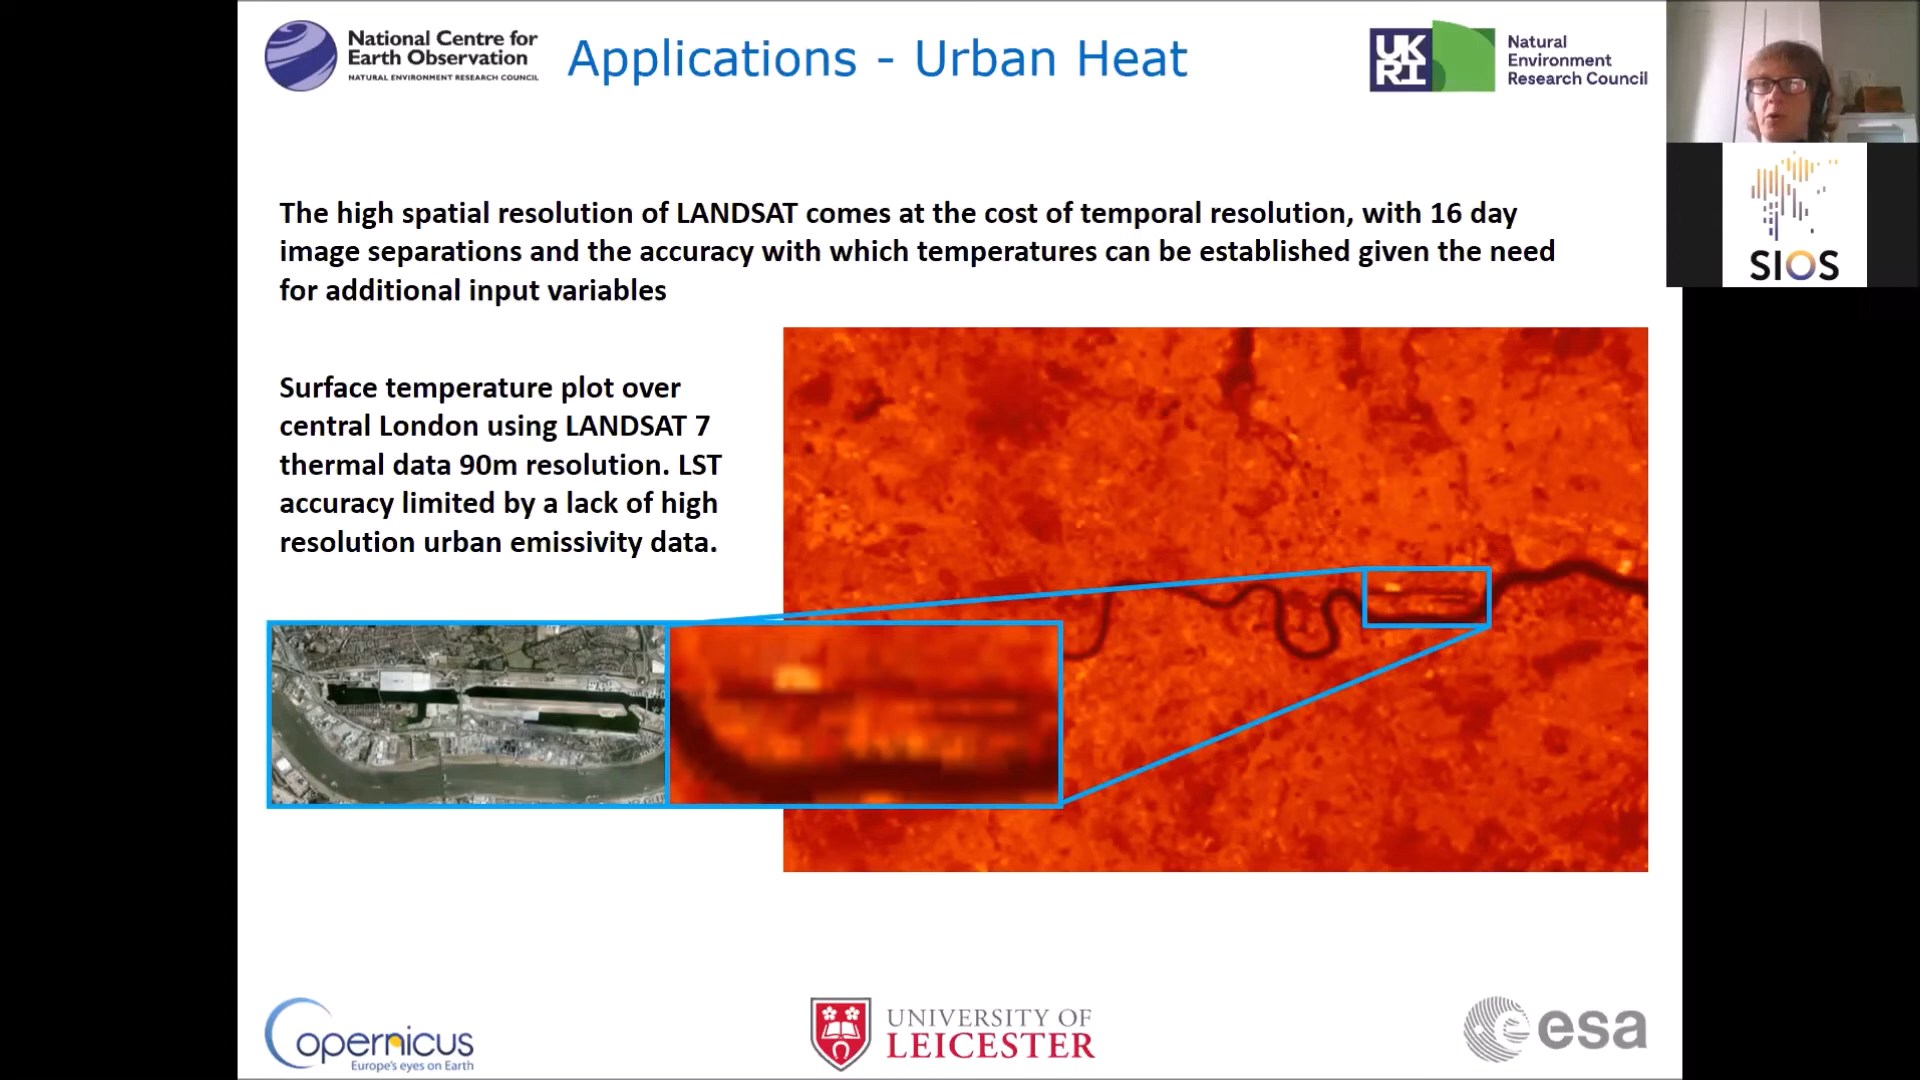 National Centre for
Earth Observation
NATURAL ENVIRONMENT RESEARCH COUNCIL
Applications - Urban Heat
UK
RI
Natural
Environment
Research Council
SIOS
The high spatial resolution of LANDSAT comes at the cost of temporal resolution, with 16 day
image separations and the accuracy with which temperatures can be established given the need
for additional input variables
Surface temperature plot over
central London using LANDSAT 7
thermal data 90m resolution. LST
accuracy limited by a lack of high
resolution urban emissivity data.
Copernicus
Europe's eyes on Earth
UNIVERSITY OF
LEICESTER
esa